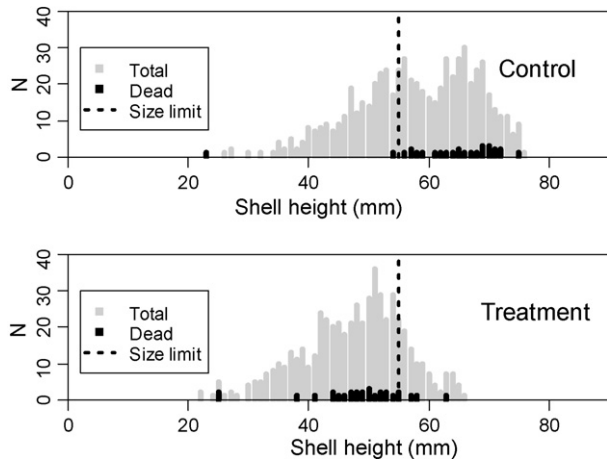 40
30
20
10
0
N
Total
Dead
Size limit
Control
0 20 40 60 80
Shell height (mm)
40
30
20
10
0
N
Total
Dead
Size limit
Treatment
0 20 40 60 80
Shell height (mm)